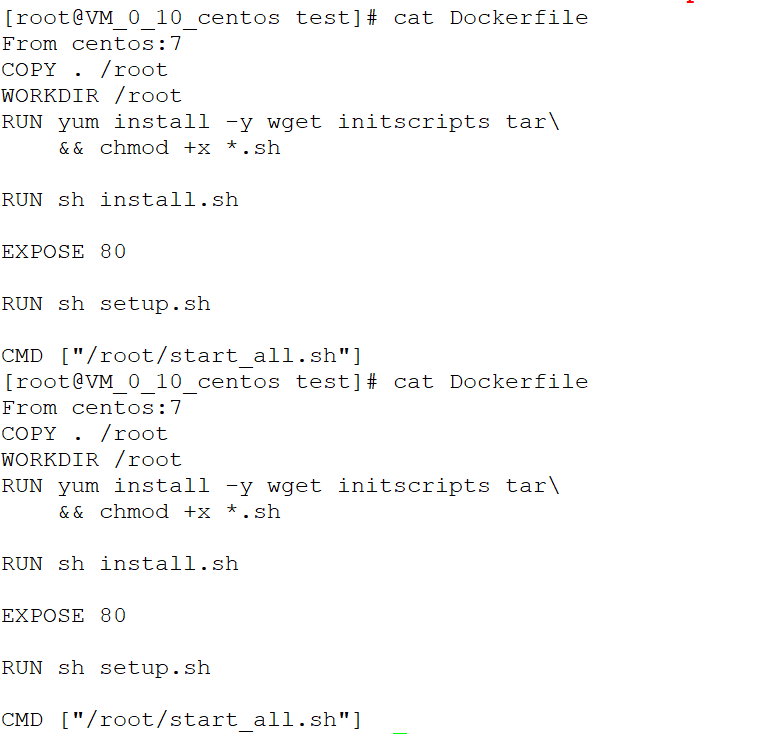 [root@VM_0_10_centos test]# cat Dockerfile
From centos:7
COPY . /root
WORKDIR /root
RUN yum install -y wget initscripts tar\
    && chmod +x *.sh

RUN sh install.sh

EXPOSE 80

RUN sh setup.sh

CMD ["/root/start_all.sh"]
[root@VM_0_10_centos test]# cat Dockerfile
From centos:7
COPY . /root
WORKDIR /root
RUN yum install -y wget initscripts tar\
    && chmod +x *.sh

RUN sh install.sh

EXPOSE 80

RUN sh setup.sh

CMD ["/root/start_all.sh"]